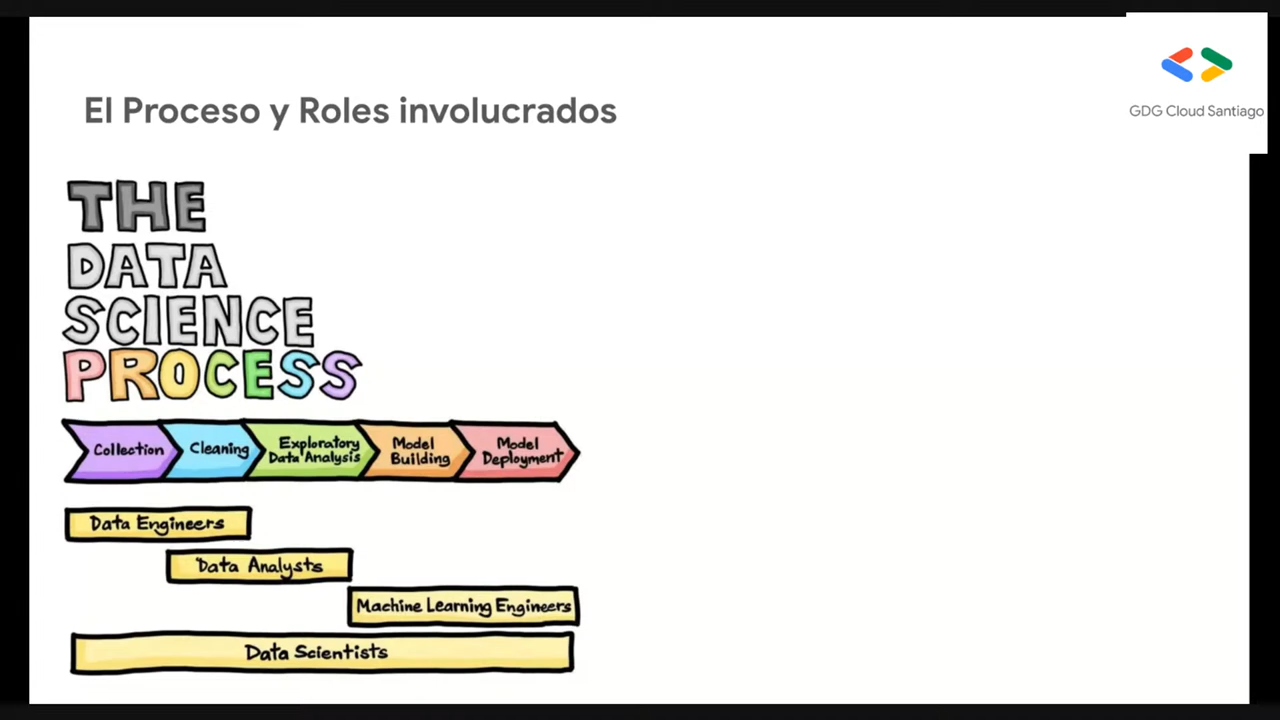 El Proceso y Roles involucrados
GDG Cloud Santiago
THE
DATA
SCIENCE
PROCESS
Collection
Cleaning
Exploratory
Data Analysis
Model
Building
Model
Deployment
Data Engineers
Data Analysts
Machine Learning Engineers
Data Scientists